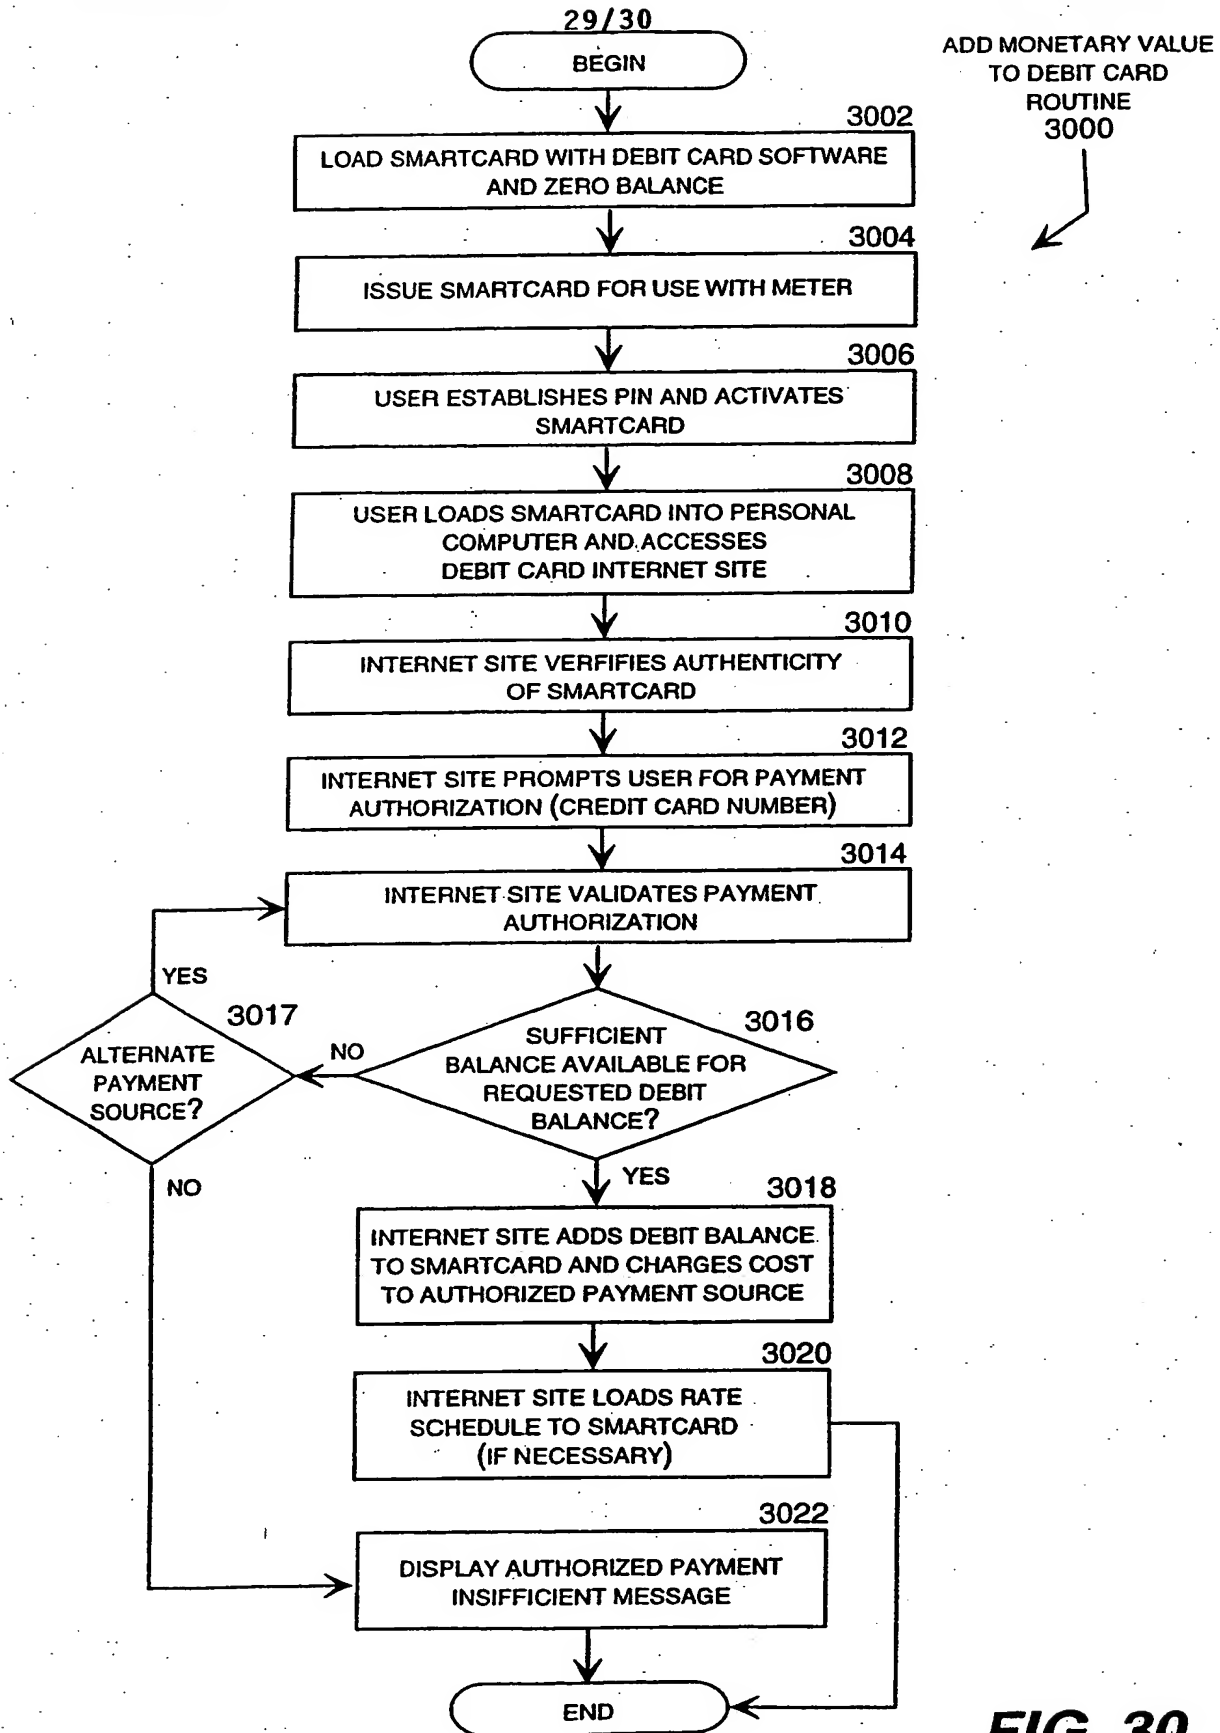 29/30
BEGIN
ADD MONETARY VALUE
TO DEBIT CARD
ROUTINE
3000
3002
LOAD SMARTCARD WITH DEBIT CARD SOFTWARE
AND ZERO BALANCE
3004
ISSUE SMARTCARD FOR USE WITH METER
3006
USER ESTABLISHES PIN AND ACTIVATES
SMARTCARD
3008
USER LOADS SMARTCARD INTO PERSONAL
COMPUTER AND ACCESSES
DEBIT CARD INTERNET SITE
3010
INTERNET SITE VERFIFIES AUTHENTICITY
OF SMARTCARD
3012
INTERNET SITE PROMPTS USER FOR PAYMENT
AUTHORIZATION (CREDIT CARD NUMBER)
3014
INTERNET SITE VALIDATES PAYMENT
AUTHORIZATION
YES
3017
ALTERNATE
PAYMENT
SOURCE?
NO
3016
SUFFICIENT
BALANCE AVAILABLE FOR
REQUESTED DEBIT
BALANCE?
YES
NO
3018
INTERNET SITE ADDS DEBIT BALANCE
TO SMARTCARD AND CHARGES COST
TO AUTHORIZED PAYMENT SOURCE
3020
INTERNET SITE LOADS RATE
SCHEDULE TO SMARTCARD
(IF NECESSARY)
3022
DISPLAY AUTHORIZED PAYMENT
INSIFFICIENT MESSAGE
END
FIG. 30